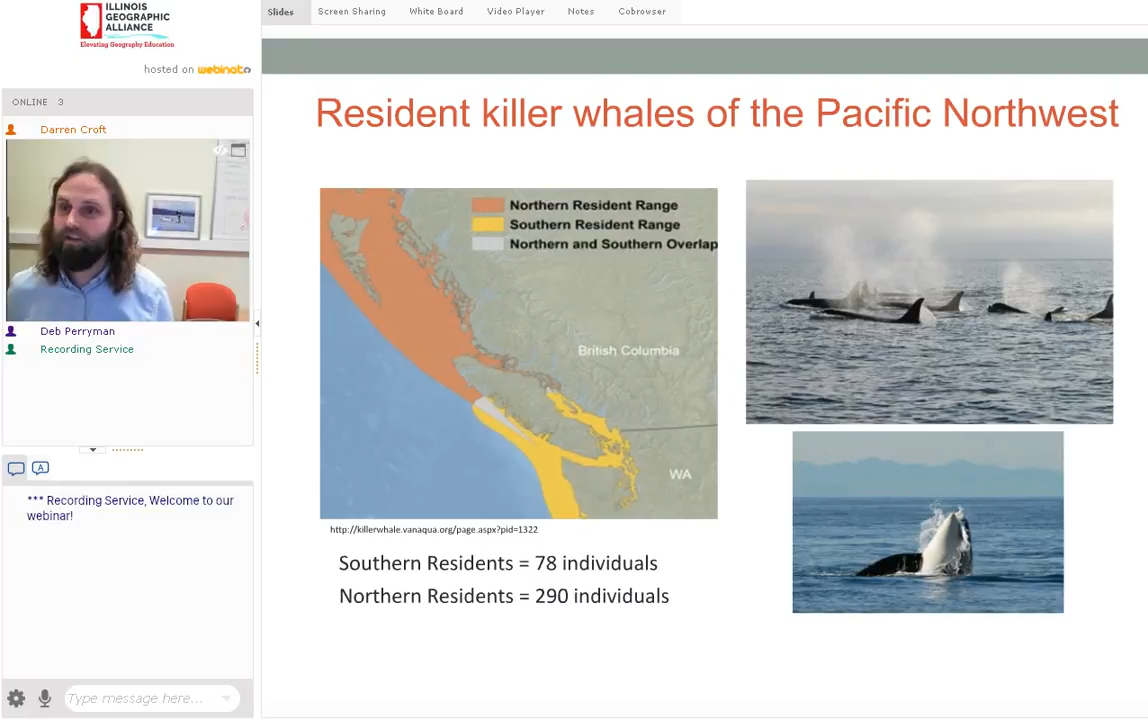 ILLINOIS
GEOGRAPHIC
ALLIANCE
Elevating Geography Education
hosted on webinato
ONLINE 3
Darren Croft
Deb Perryman
Recording Service
A
*** Recording Service, Welcome to our
webinar!
Type message here...
Slides Screen Sharing White Board Video Player Notes Cobrowser
Resident killer whales of the Pacific Northwest
Northern Resident Range
Southern Resident Range
Northern and Southern Overlap
British Columbia
WA
http://killerwhale.vanaqua.org/page.aspx?pid=1322
Southern Residents = 78 individuals
Northern Residents = 290 individuals